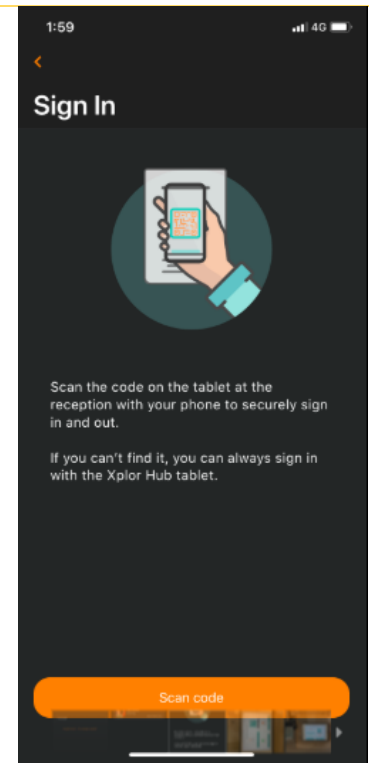 1:59
4G
Sign In
Scan the code on the tablet at the
reception with your phone to securely sign
in and out.
If you can't find it, you can always sign in
with the Xplor Hub tablet.
Scan code